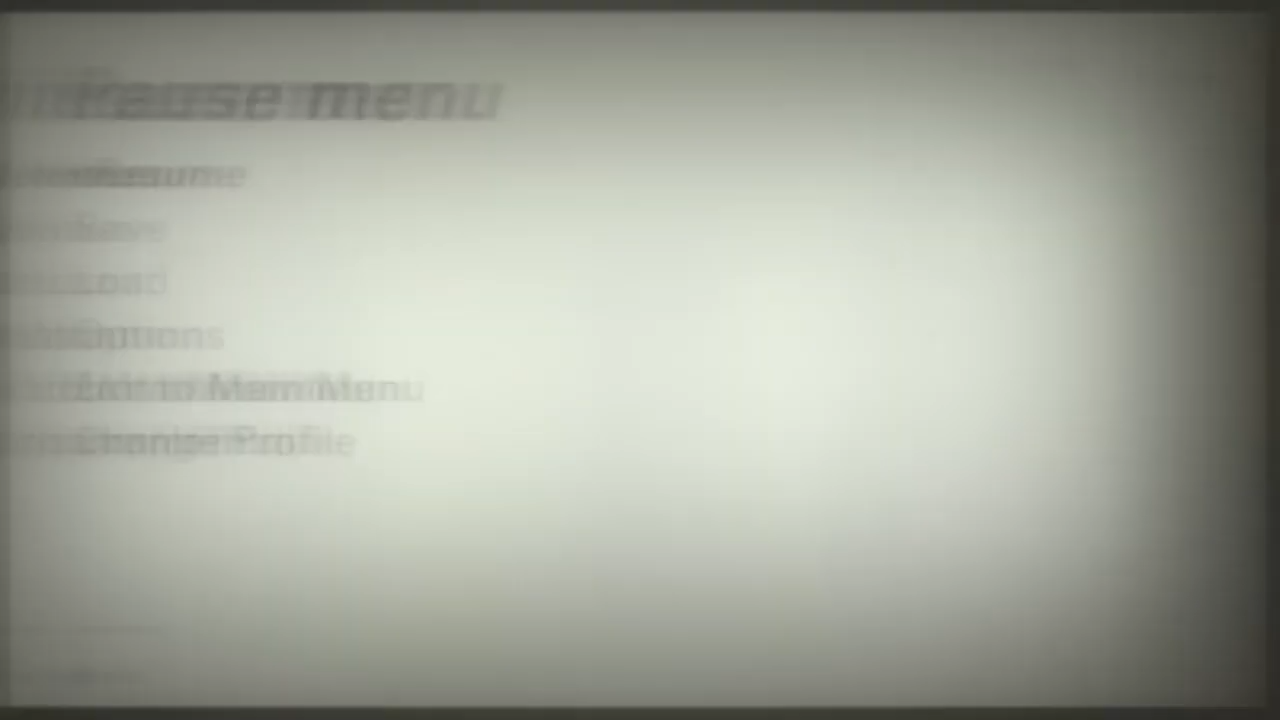 Pause menu
Resume
Save
Load
Options
Exit to Main Menu
Change Profile